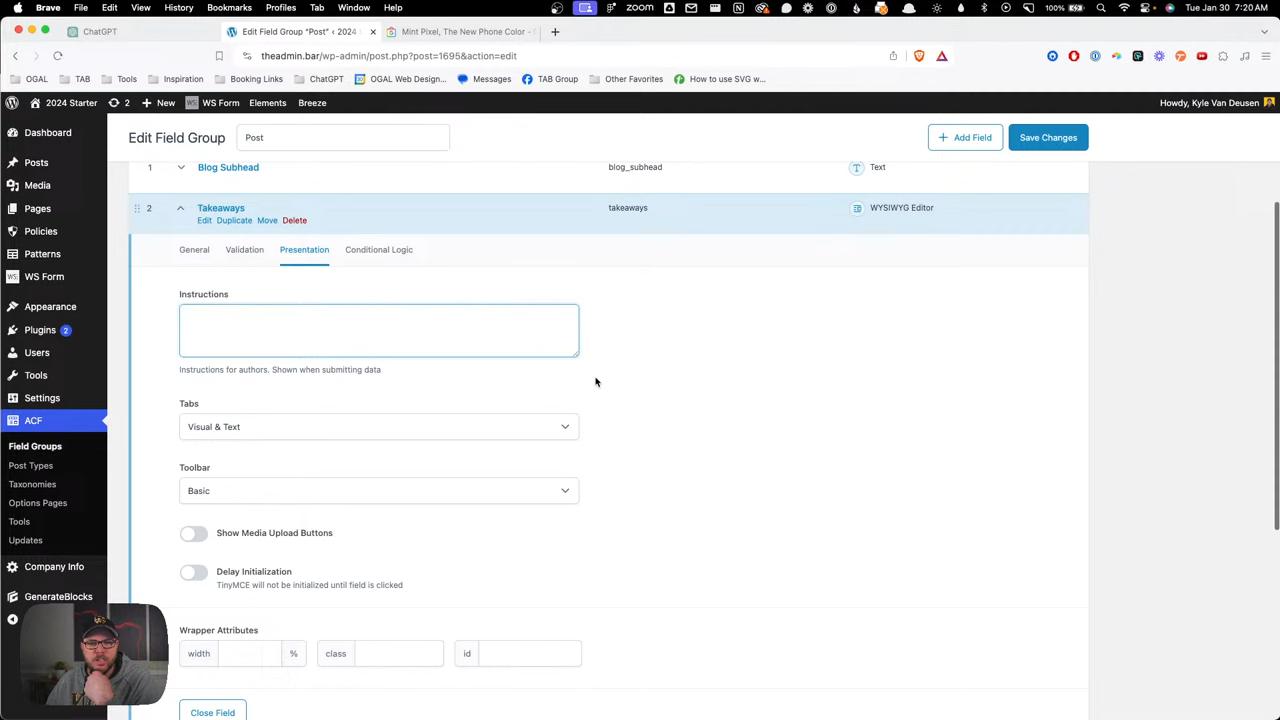 Brave File Edit View History Bookmarks Profiles Tab Window Help
ZOOM
100%
Tue Jan 30 7:20 AM
ChatGPT
Edit Field Group "Post" ‹ 2024
Mint Pixel, The New Phone Color -
theadmin.bar/wp-admin/post.php?post=1695&action=edit
OGAL TAB Tools Inspiration Booking Links ChatGPT OGAL Web Design... Messages TAB Group Other Favorites How to use SVG w...
2024 Starter 2 New WS Form Elements Breeze Howdy, Kyle Van Deusen
Dashboard
Posts
Media
Pages
Policies
Patterns
WS Form
Appearance
Plugins 2
Users
Tools
Settings
ACF
Field Groups
Post Types
Taxonomies
Options Pages
Tools
Updates
Company Info
GenerateBlocks
Edit Field Group Post + Add Field Save Changes
1 Blog Subhead blog_subhead Text
2 Takeaways takeaways WYSIWYG Editor
Edit Duplicate Move Delete
General Validation Presentation Conditional Logic
Instructions
Instructions for authors. Shown when submitting data
Tabs
Visual & Text
Toolbar
Basic
Show Media Upload Buttons
Delay Initialization
TinyMCE will not be initialized until field is clicked
Wrapper Attributes
width % class id
Close Field